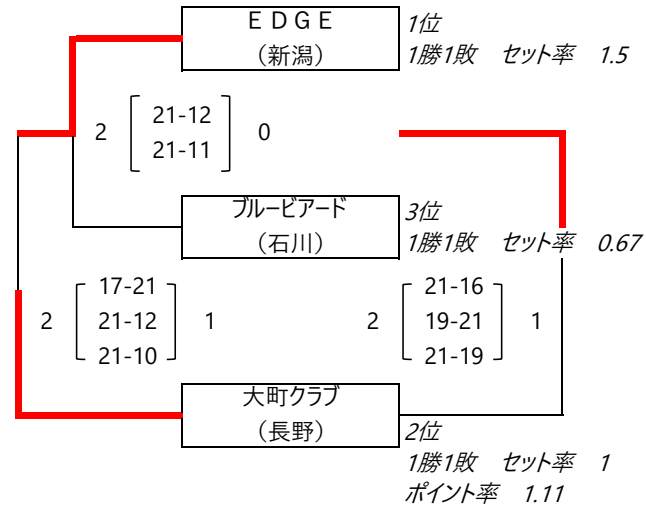 ＥＤＧＥ
（新潟）
1位
1勝1敗　セット率　1.5
2
21-12
21-11
0
ブルービアード
（石川）
3位
1勝1敗　セット率　0.67
2
17-21
21-12
21-10
1
2
21-16
19-21
21-19
1
大町クラブ
（長野）
2位
1勝1敗　セット率　1
ポイント率　1.11